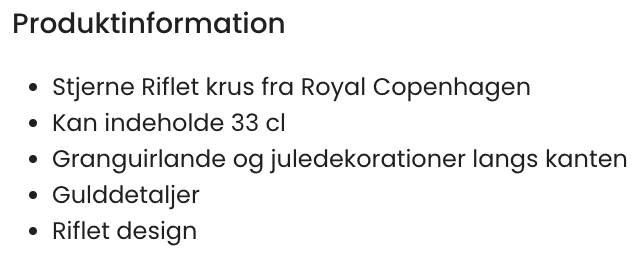 Produktinformation
• Stjerne Riflet krus fra Royal Copenhagen
• Kan indeholde 33 cl
• Granguirlande og juledekorationer langs kanten
• Gulddetaljer
• Riflet design